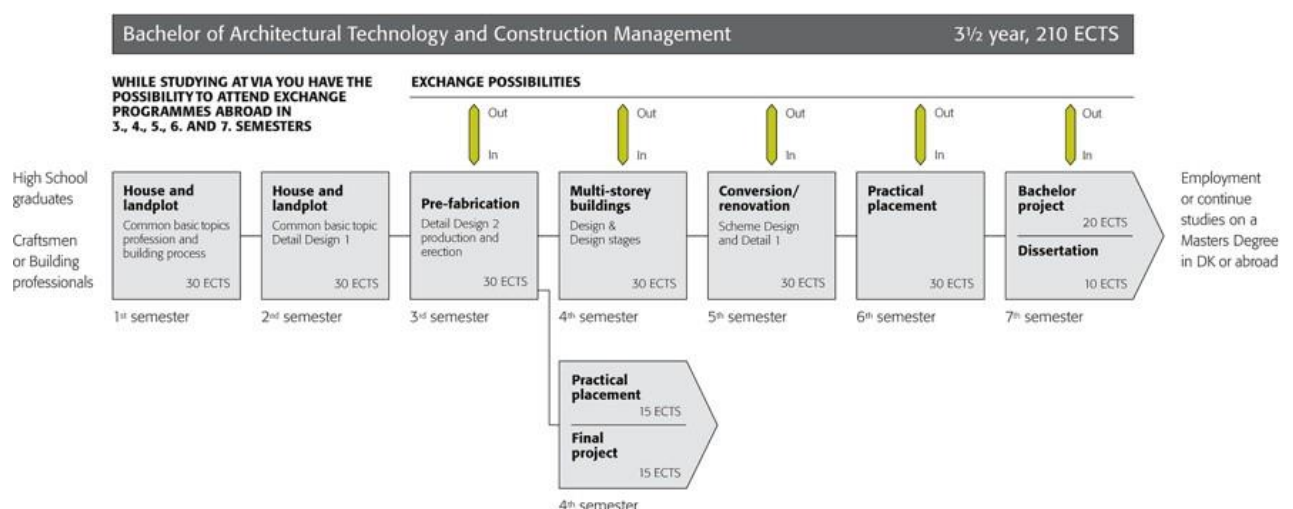 Bachelor of Architectural Technology and Construction Management
3½ year, 210 ECTS
WHILE STUDYING AT VIA YOU HAVE THE
POSSIBILITY TO ATTEND EXCHANGE
PROGRAMMES ABROAD IN
3., 4., 5., 6. AND 7. SEMESTERS
EXCHANGE POSSIBILITIES
Out
In
Out
In
Out
In
Out
In
Out
In
High School
graduates
Craftsmen
or Building
professionals
House and
landplot
Common basic topics
profession and
building process
30 ECTS
1st semester
House and
landplot
Common basic topic
Detail Design 1
30 ECTS
2nd semester
Pre-fabrication
Detail Design 2
production and
erection
30 ECTS
3rd semester
Multi-storey
buildings
Design &
Design stages
30 ECTS
4th semester
Conversion/
renovation
Scheme Design
and Detail 1
30 ECTS
5th semester
Practical
placement
30 ECTS
6th semester
Bachelor
project
20 ECTS
Dissertation
10 ECTS
7th semester
Employment
or continue
studies on a
Masters Degree
in DK or abroad
Practical
placement
15 ECTS
Final
project
15 ECTS
4th semester